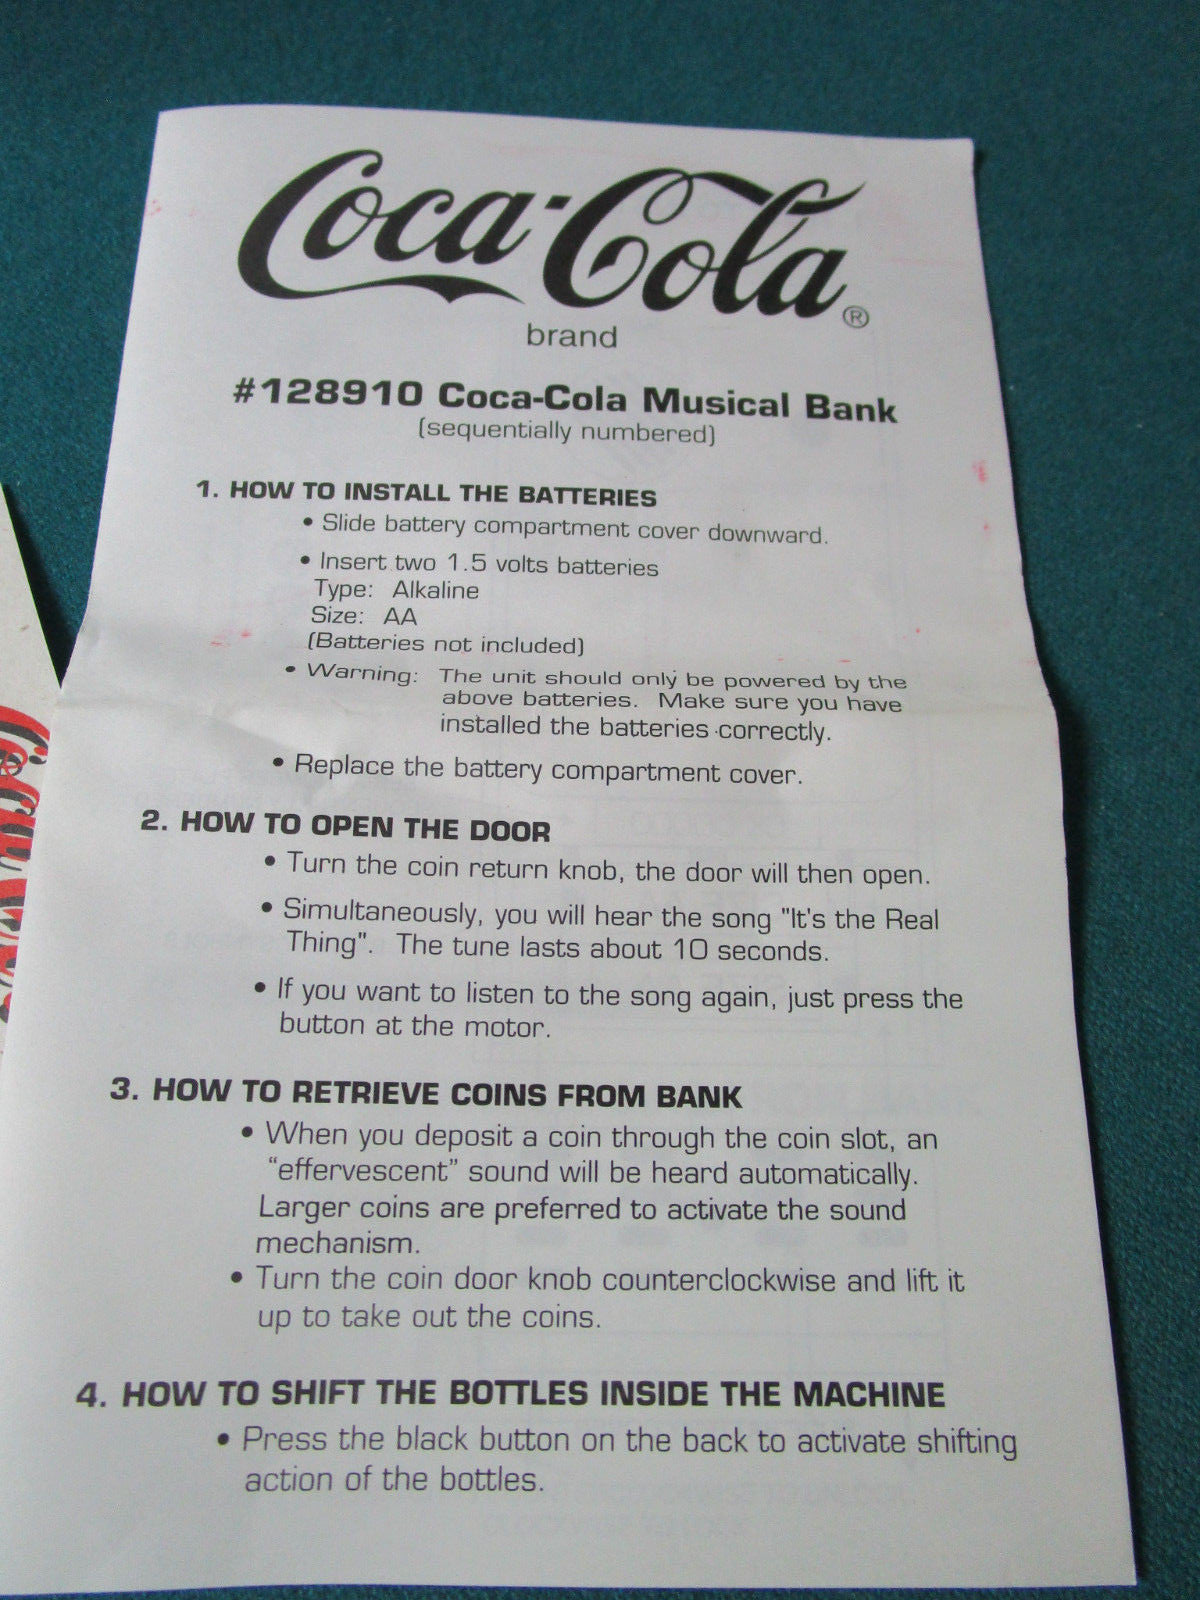 Coca-Cola®
brand
#128910 Coca-Cola Musical Bank
(sequentially numbered)
1. HOW TO INSTALL THE BATTERIES
• Slide battery compartment cover downward.
• Insert two 1.5 volts batteries
Type: Alkaline
Size: AA
(Batteries not included)
• Warning: The unit should only be powered by the
above batteries. Make sure you have
installed the batteries correctly.
• Replace the battery compartment cover.
2. HOW TO OPEN THE DOOR
• Turn the coin return knob, the door will then open.
• Simultaneously, you will hear the song "It's the Real
Thing". The tune lasts about 10 seconds.
• If you want to listen to the song again, just press the
button at the motor.
3. HOW TO RETRIEVE COINS FROM BANK
• When you deposit a coin through the coin slot, an
“effervescent” sound will be heard automatically.
Larger coins are preferred to activate the sound
mechanism.
• Turn the coin door knob counterclockwise and lift it
up to take out the coins.
4. HOW TO SHIFT THE BOTTLES INSIDE THE MACHINE
• Press the black button on the back to activate shifting
action of the bottles.